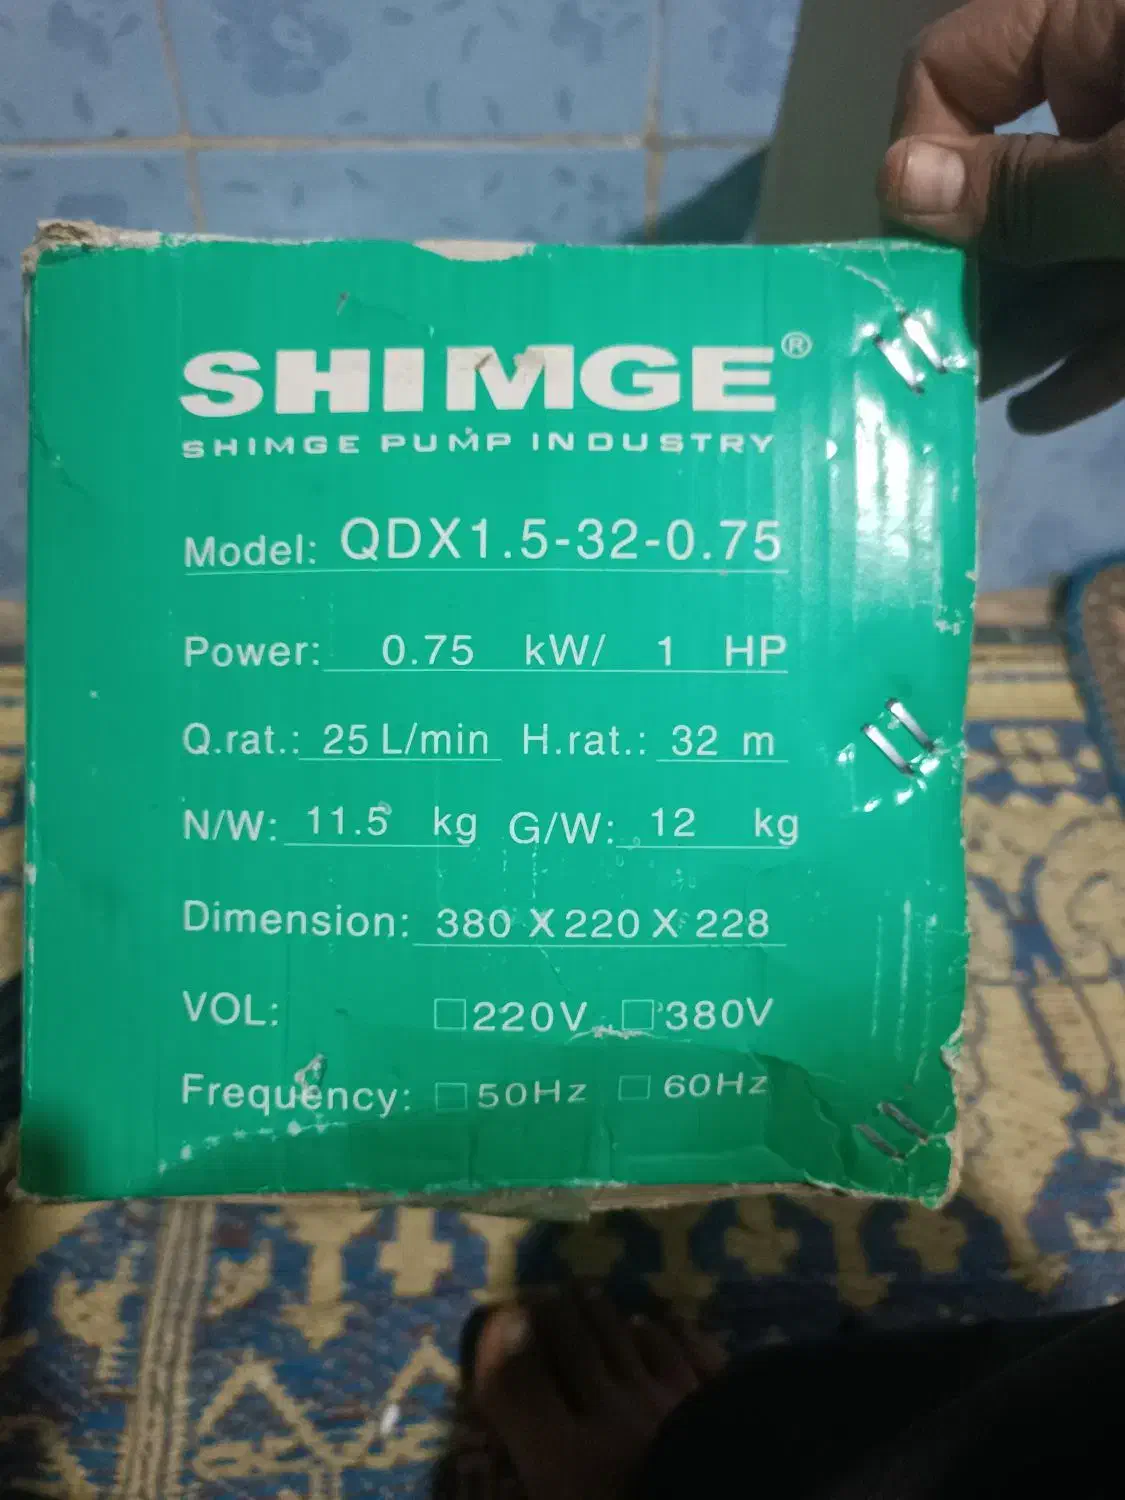 SHIMGE®
SHIMGE PUMP INDUSTRY
Model: QDX1.5-32-0.75
Power: 0.75 kW/ 1 HP
Q.rat.: 25 L/min H.rat.: 32 m
N/W: 11.5 kg G/W: 12 kg
Dimension: 380 X 220 X 228
VOL: □220V □380V
Frequency: □50Hz □60Hz